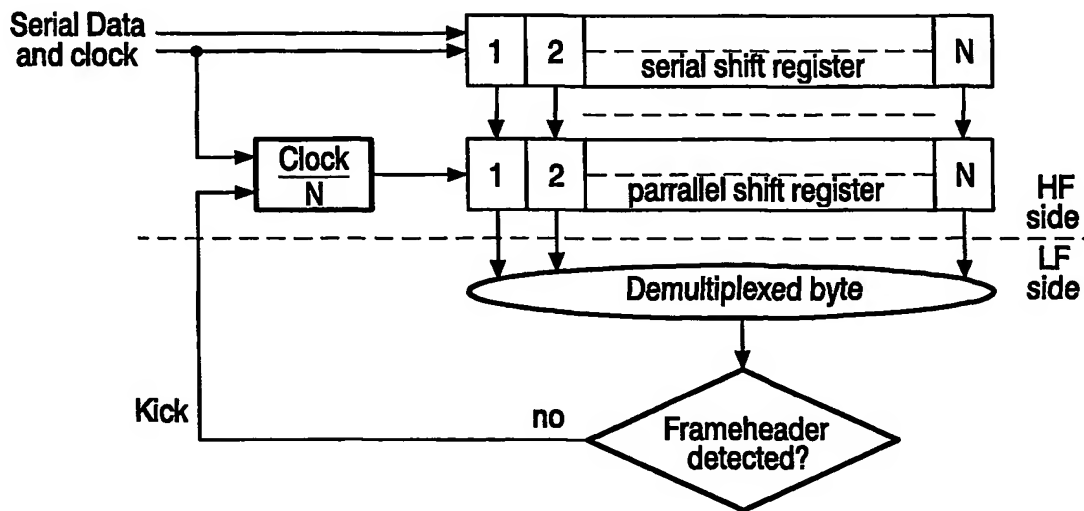 Serial Data
and clock
1
2
serial shift register
N
Clock
N
1
2
parrallel shift register
N
HF
side
LF
side
Demultiplexed byte
Kick
no
Frameheader
detected?